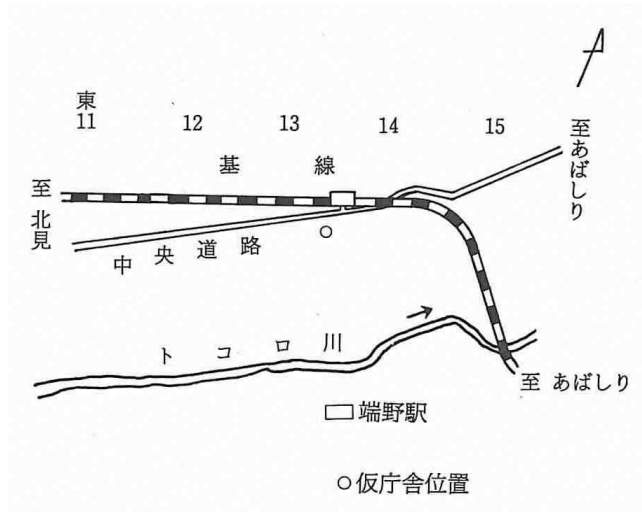 東
11 12 13 14 15
至あばしり
基線
至北見
中央道路
トコロ川
至 あばしり
端野駅
仮庁舎位置